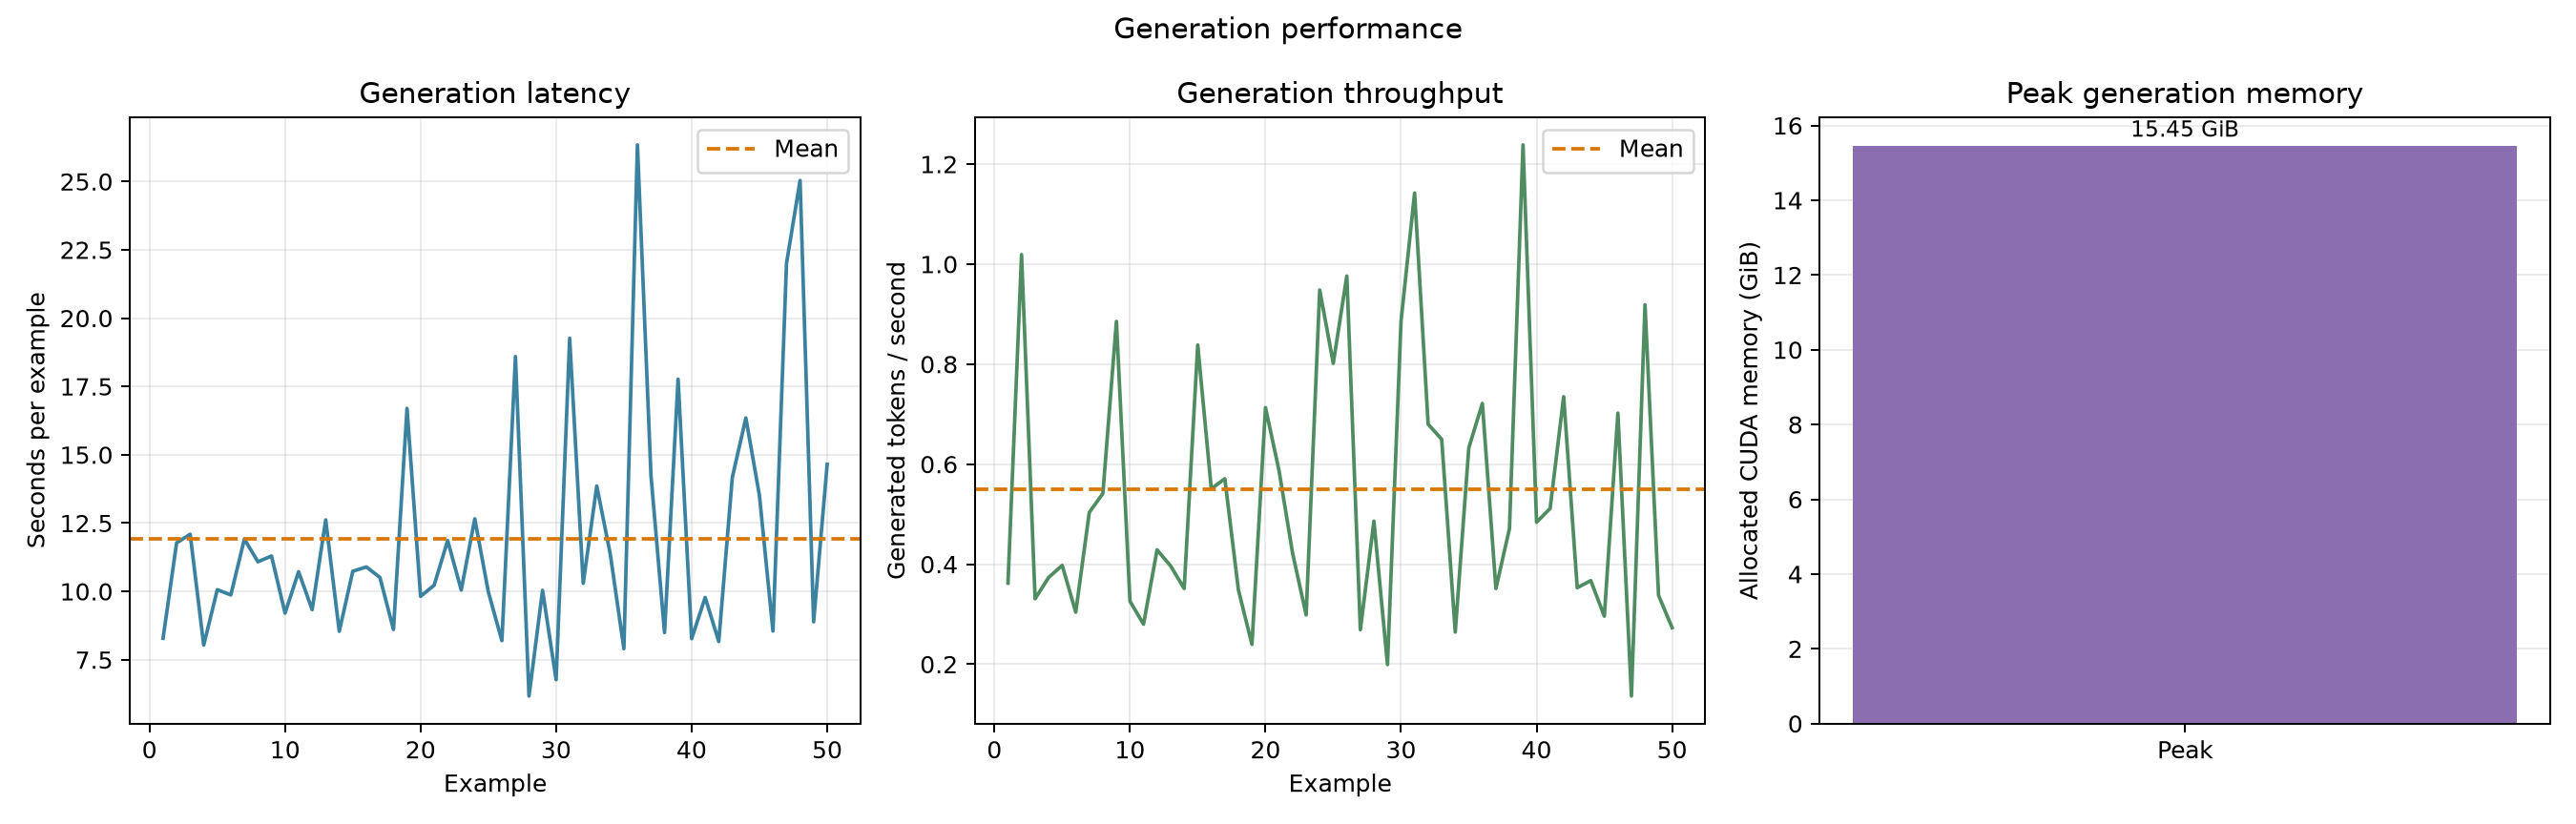 Generation performance
Generation latency
Seconds per example
25.0
22.5
20.0
17.5
15.0
12.5
10.0
7.5
0 10 20 30 40 50
Example
Mean
Generation throughput
Generated tokens / second
1.2
1.0
0.8
0.6
0.4
0.2
0 10 20 30 40 50
Example
Mean
Peak generation memory
Allocated CUDA memory (GiB)
16
14
12
10
8
6
4
2
0
15.45 GiB
Peak